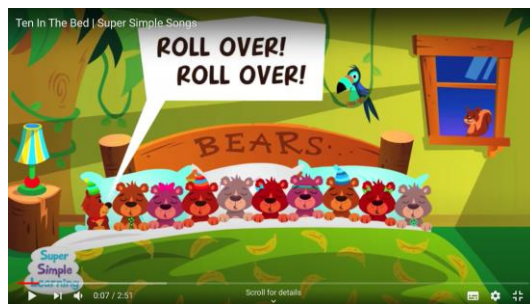 Ten In The Bed | Super Simple Songs
ROLL OVER!
ROLL OVER!
BEARS
Super
Simple
Learning
0:07 / 2:51
Scroll for details